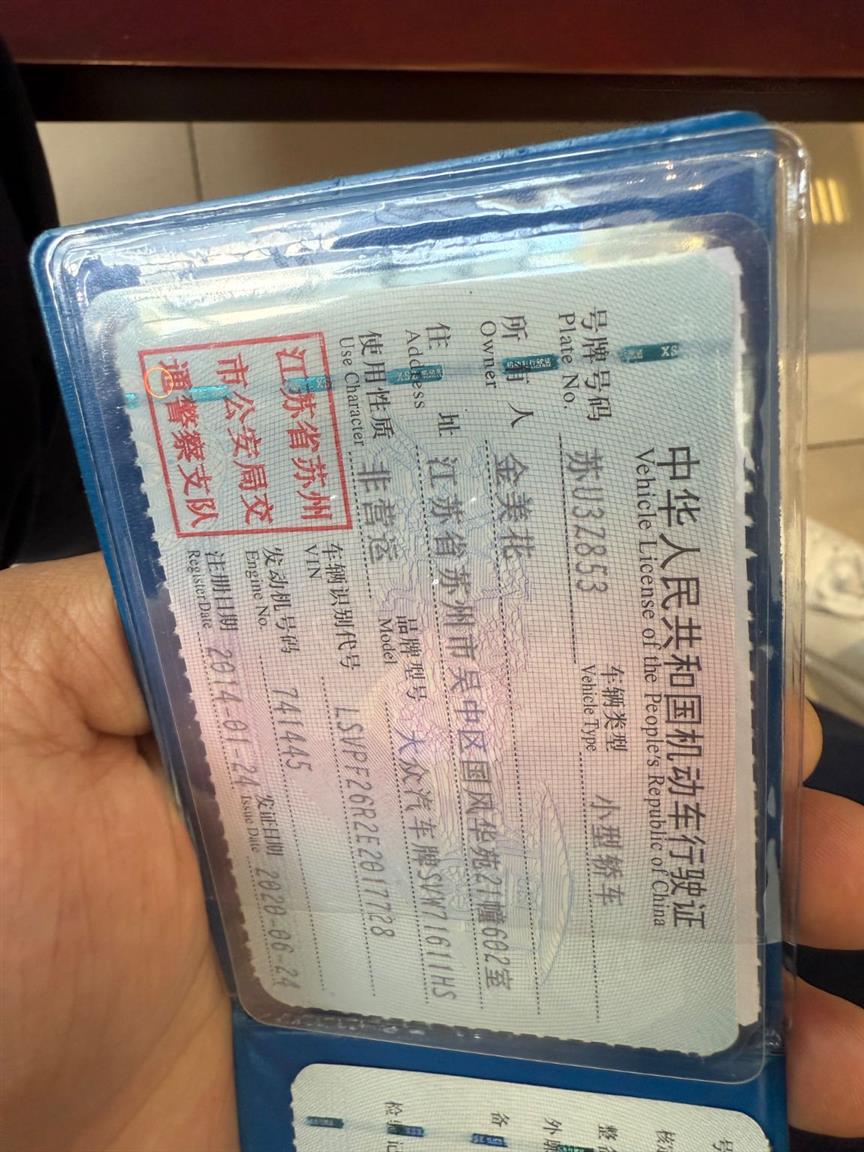 中华人民共和国机动车行驶证
Vehicle License of the People's Republic of China
号牌号码 苏U3Z853 车辆类型 小型轿车
Plate No. Vehicle Type
所有人 金美花
Owner
住址 江苏省苏州市吴中区国风华苑21幢602室
Address
使用性质 非营运 品牌型号 大众汽车牌SVW71611HS
Use Character Model
江苏省苏州
市公安局交
通警察支队
车辆识别代号 LSVPF26R2E2017728
VIN
发动机号码 741445
Engine No.
注册日期 2014-01-24 发证日期 2020-06-24
Register Date Issue Date
号
核
整
外
备
检